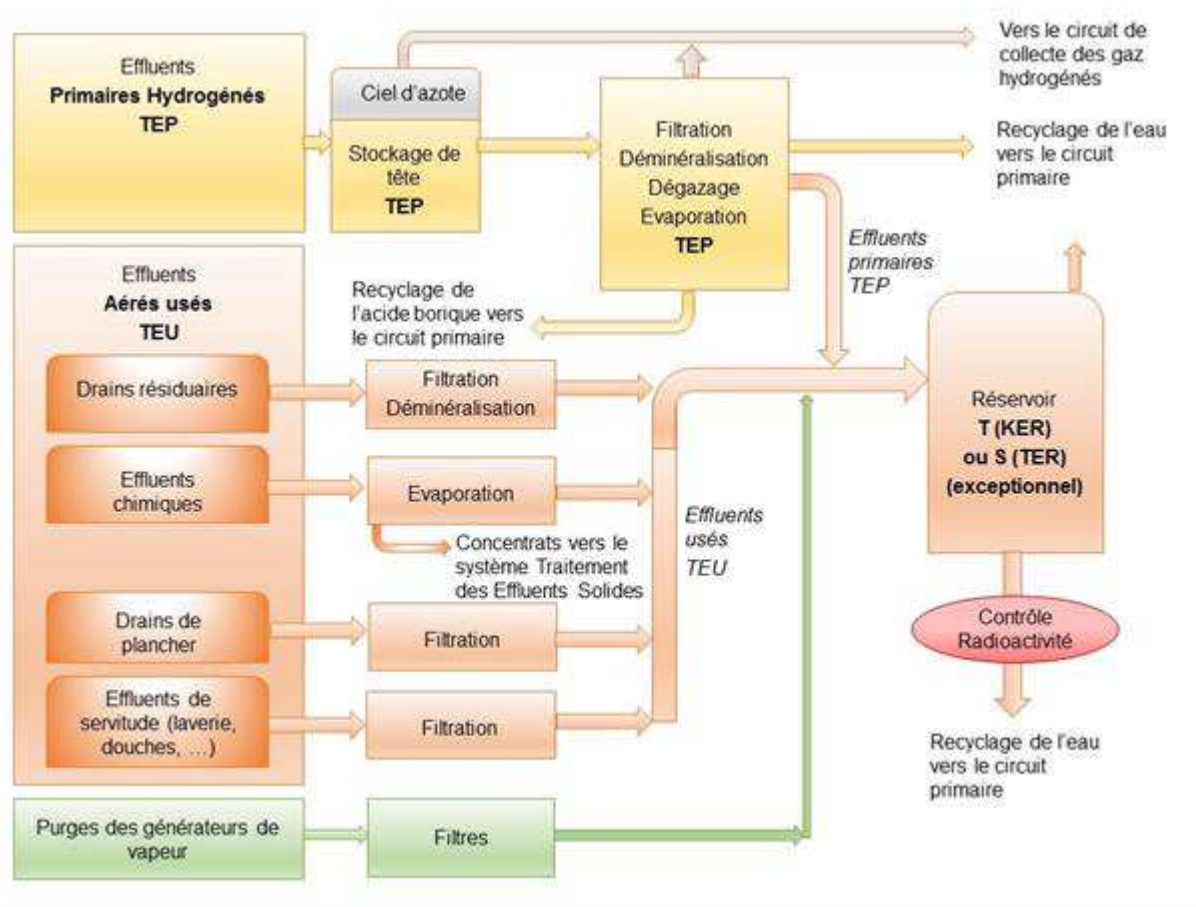 Effluents
Primaires Hydrogénés
TEP
Ciel d'azote
Stockage de
tête
TEP
Filtration
Déminéralisation
Dégazage
Evaporation
TEP
Vers le circuit de
collecte des gaz
hydrogénés
Recyclage de l'eau
vers le circuit
primaire
Effluents
primaires
TEP
Recyclage de
l'acide borique vers
le circuit primaire
Effluents
Aérés usés
TEU
Drains résiduaires
Filtration
Déminéralisation
Effluents
chimiques
Evaporation
Concentrats vers le
système Traitement
des Effluents Solides
Drains de
plancher
Filtration
Effluents de
servitude (laverie,
douches, …)
Filtration
Effluents
usés
TEU
Purges des générateurs de
vapeur
Filtres
Réservoir
T (KER)
ou S (TER)
(exceptionnel)
Contrôle
Radioactivité
Recyclage de l'eau
vers le circuit
primaire